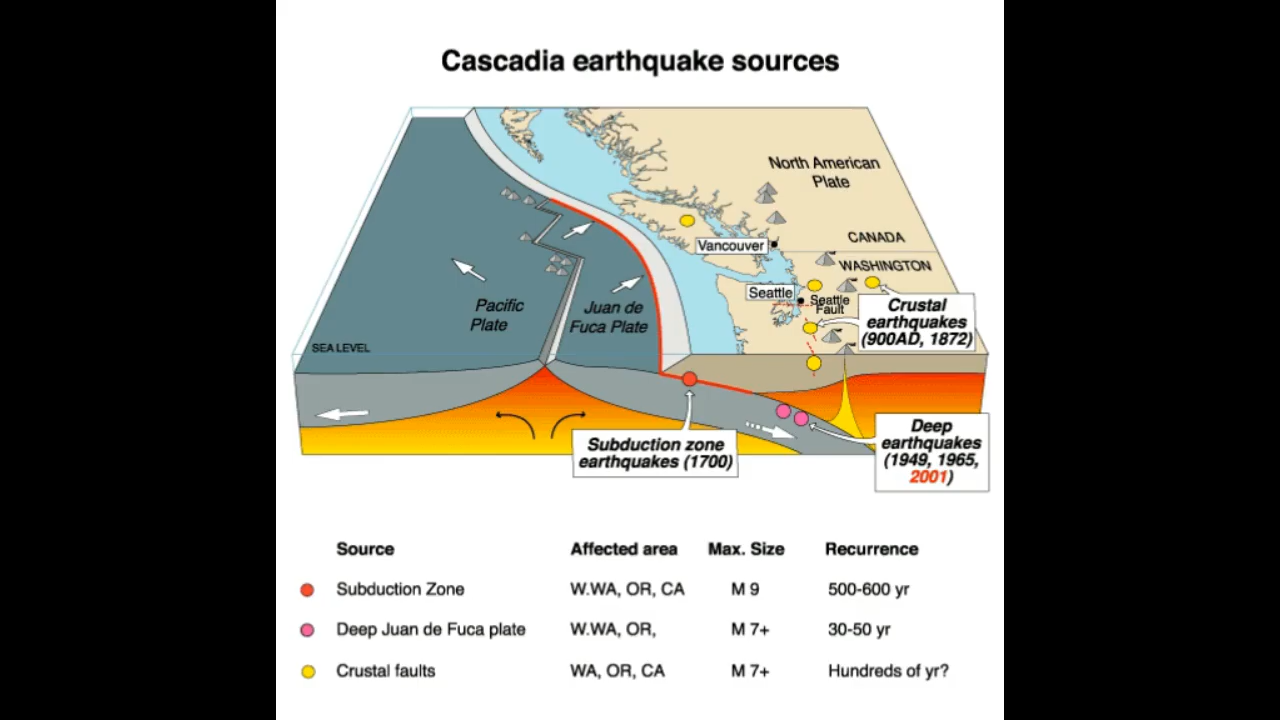 Cascadia earthquake sources
North American
Plate
CANADA
Vancouver
WASHINGTON
Seattle
Seattle
Fault
Crustal
earthquakes
(900AD, 1872)
Pacific
Plate
Juan de
Fuca Plate
SEA LEVEL
Subduction zone
earthquakes (1700)
Deep
earthquakes
(1949, 1965,
2001)
Source Affected area Max. Size Recurrence
Subduction Zone W.WA, OR, CA M 9 500-600 yr
Deep Juan de Fuca plate W.WA, OR, M 7+ 30-50 yr
Crustal faults WA, OR, CA M 7+ Hundreds of yr?